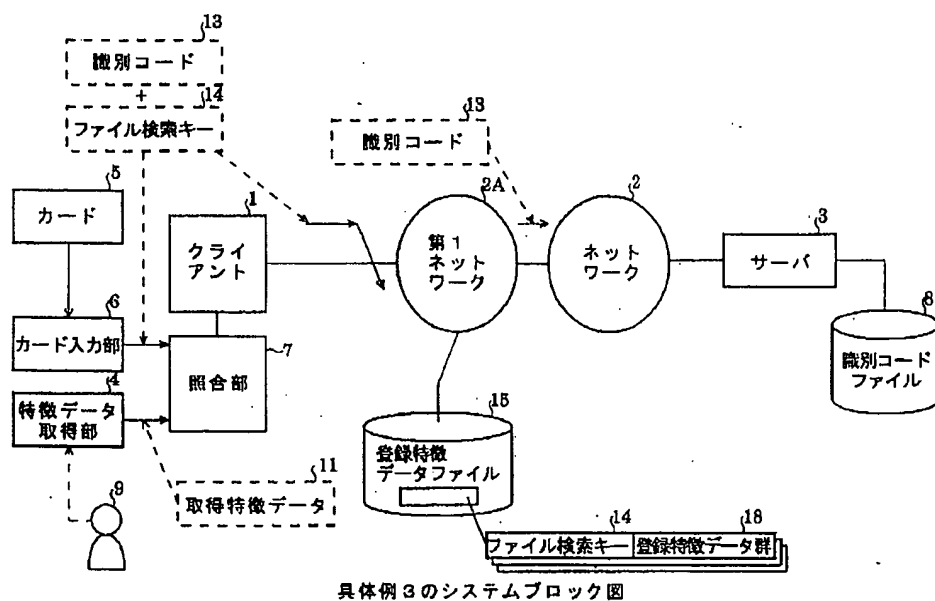 13
識別コード
+
14
ファイル検索キー
13
識別コード
5
カード
1
クライ
アント
2A
第1
ネット
ワーク
2
ネット
ワーク
3
サーバ
8
識別コード
ファイル
6
カード入力部
7
照合部
4
特徴データ
取得部
15
登録特徴
データファイル
11
取得特徴データ
9
14
18
ファイル検索キー
登録特徴データ群
具体例3のシステムブロック図